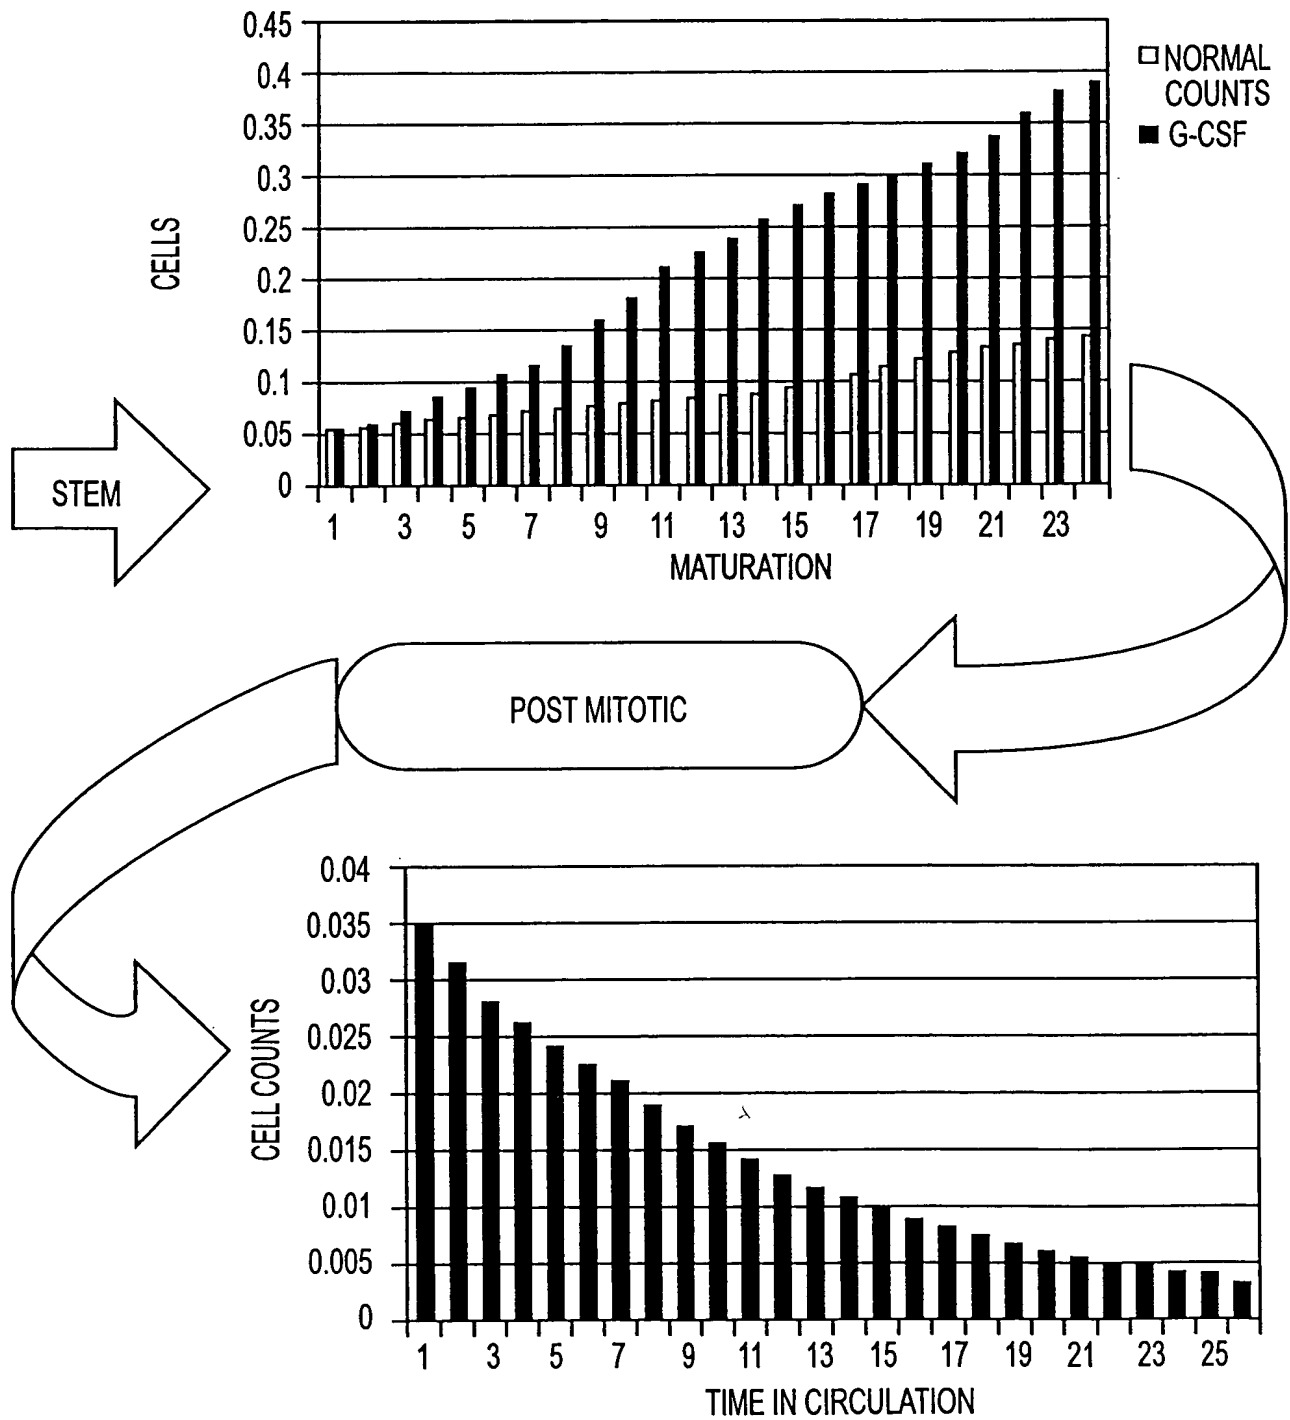 0.45
0.4
0.35
0.3
0.25
0.2
0.15
0.1
0.05
0
CELLS
1 3 5 7 9 11 13 15 17 19 21 23
MATURATION
NORMAL
COUNTS
G-CSF
STEM
POST MITOTIC
0.04
0.035
0.03
0.025
0.02
0.015
0.01
0.005
0
CELL COUNTS
1 3 5 7 9 11 13 15 17 19 21 23 25
TIME IN CIRCULATION